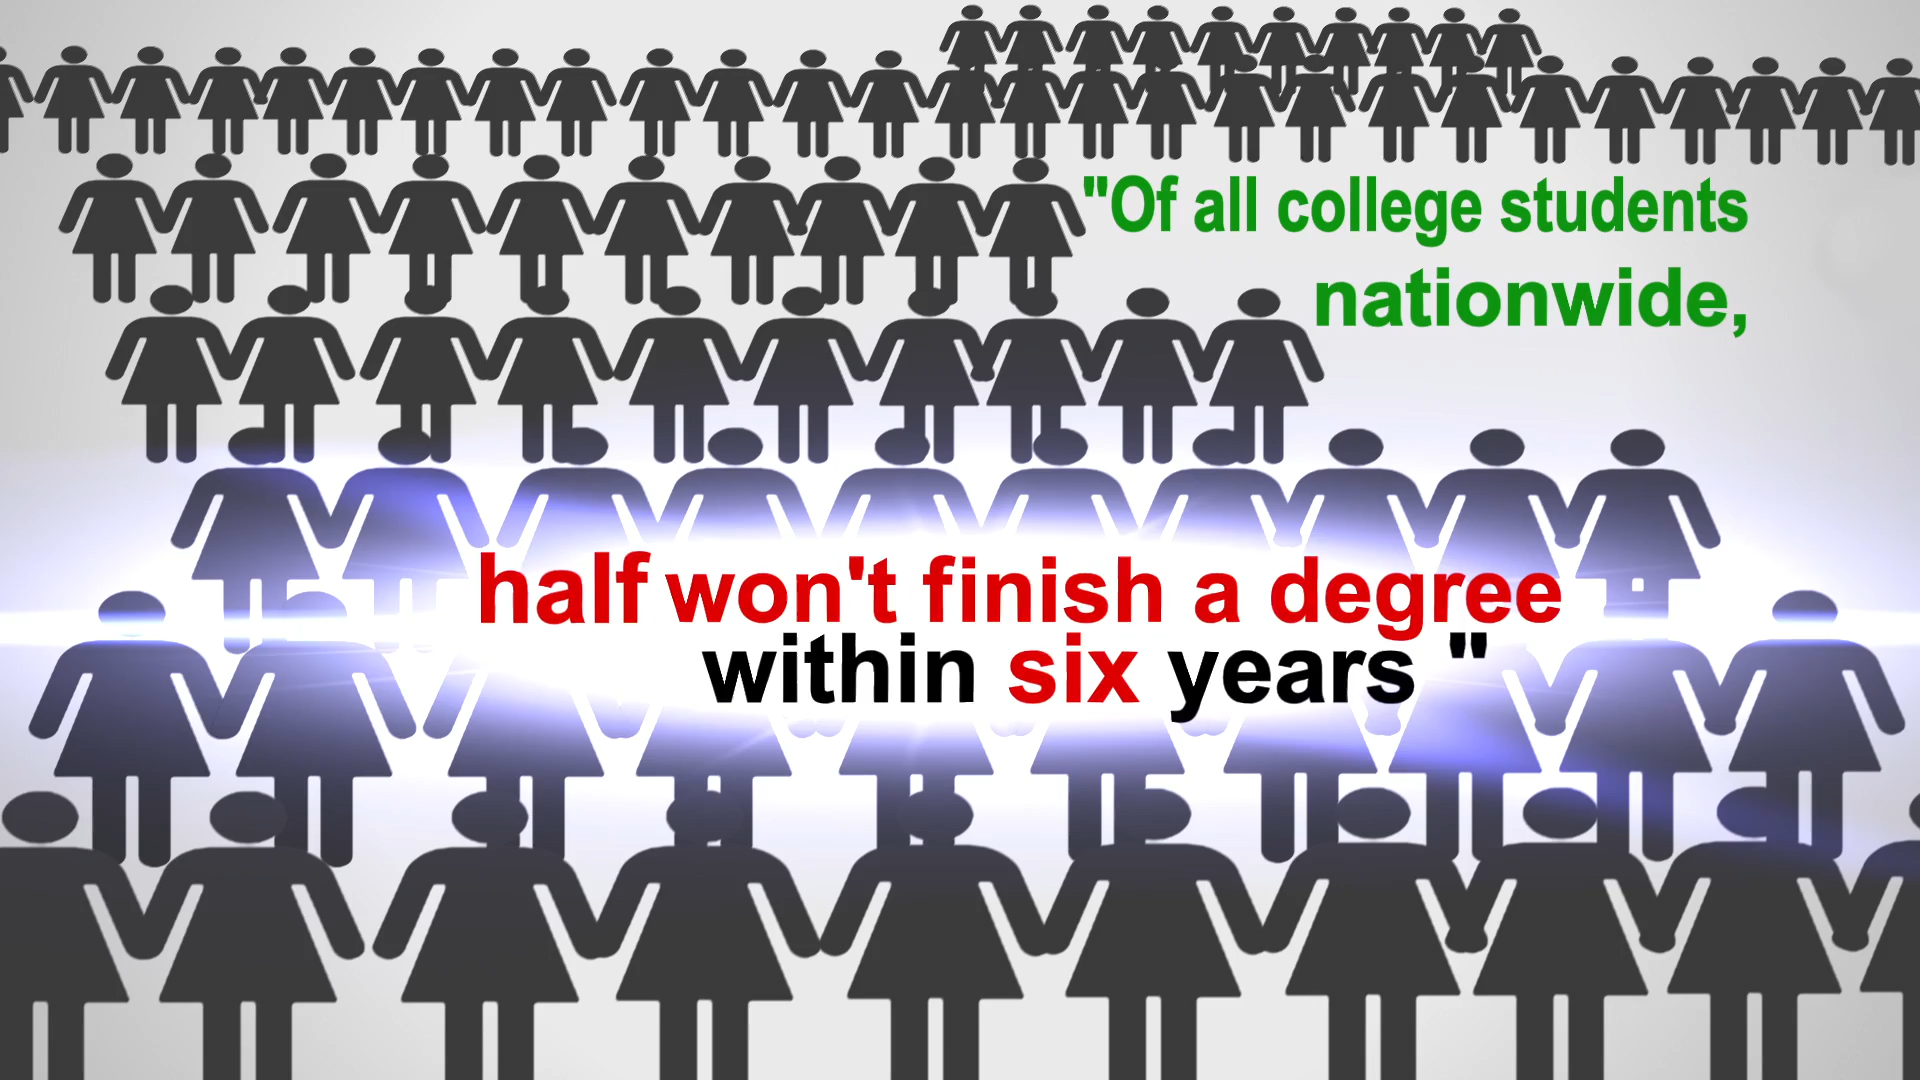 "Of all college students
nationwide,
half won't finish a degree
within six years "